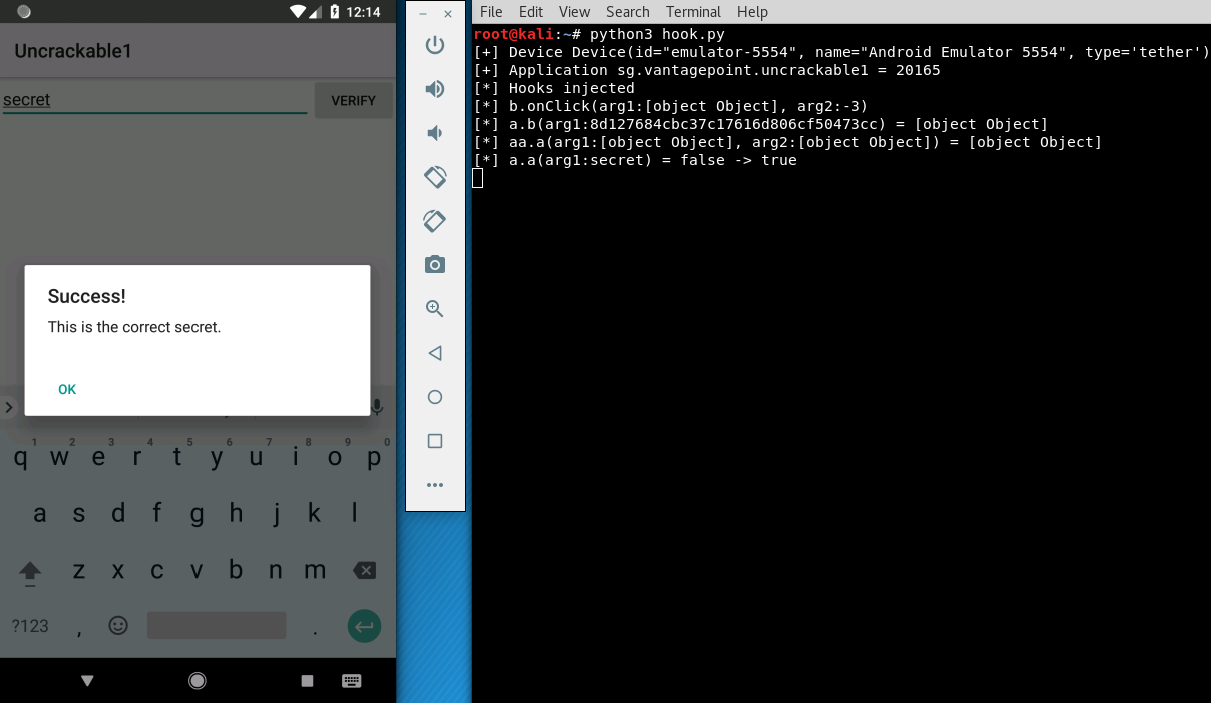 12:14
Uncrackable1
secret
VERIFY
Success!
This is the correct secret.
OK
1 2 3 4 5 6 7 8 9 0
q w e r t y u i o p
a s d f g h j k l
z x c v b n m
?123 , .
File Edit View Search Terminal Help
root@kali:~# python3 hook.py
[+] Device Device(id="emulator-5554", name="Android Emulator 5554", type='tether')
[+] Application sg.vantagepoint.uncrackable1 = 20165
[*] Hooks injected
[*] b.onClick(arg1:[object Object], arg2:-3)
[*] a.b(arg1:8d127684cbc37c17616d806cf50473cc) = [object Object]
[*] aa.a(arg1:[object Object], arg2:[object Object]) = [object Object]
[*] a.a(arg1:secret) = false -> true